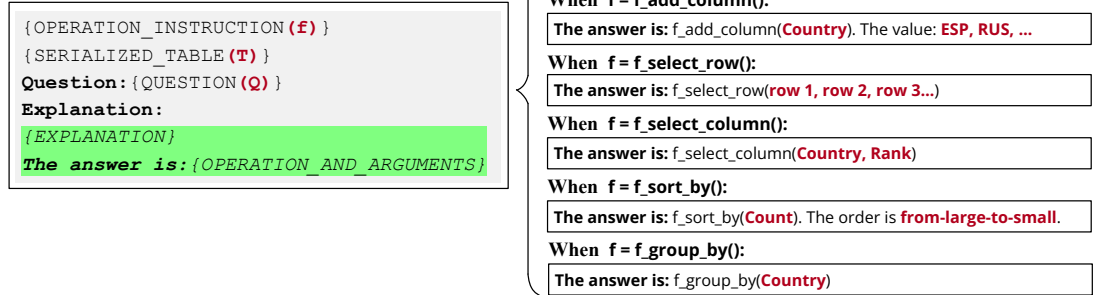 {OPERATION_INSTRUCTION(f)}
{SERIALIZED_TABLE(T)}
Question:{QUESTION(Q)}
Explanation:
{EXPLANATION}
The answer is:{OPERATION_AND_ARGUMENTS}
When f = f_add_column():
The answer is: f_add_column(Country). The value: ESP, RUS, ...
When f = f_select_row():
The answer is: f_select_row(row 1, row 2, row 3...)
When f = f_select_column():
The answer is: f_select_column(Country, Rank)
When f = f_sort_by():
The answer is: f_sort_by(Count). The order is from-large-to-small.
When f = f_group_by():
The answer is: f_group_by(Country)